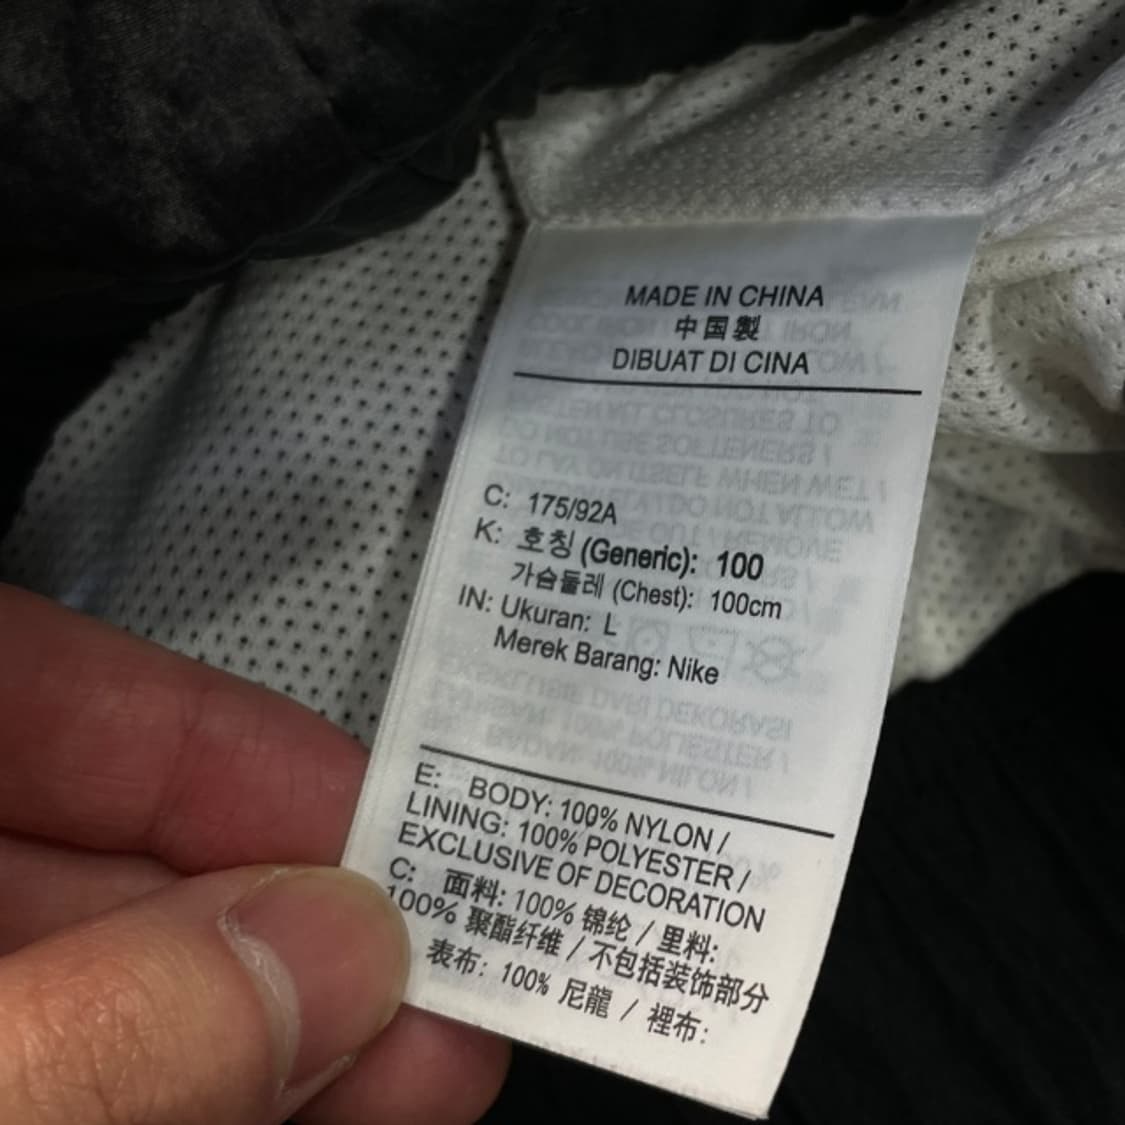 MADE IN CHINA
中国製
DIBUAT DI CINA
C: 175/92A
K: 호칭 (Generic): 100
가슴둘레 (Chest): 100cm
IN: Ukuran: L
Merek Barang: Nike
E: BODY: 100% NYLON /
LINING: 100% POLYESTER /
EXCLUSIVE OF DECORATION
C: 面料: 100% 锦纶 / 里料:
100% 聚酯纤维 / 不包括装饰部分
表布: 100% 尼龍 / 裡布: